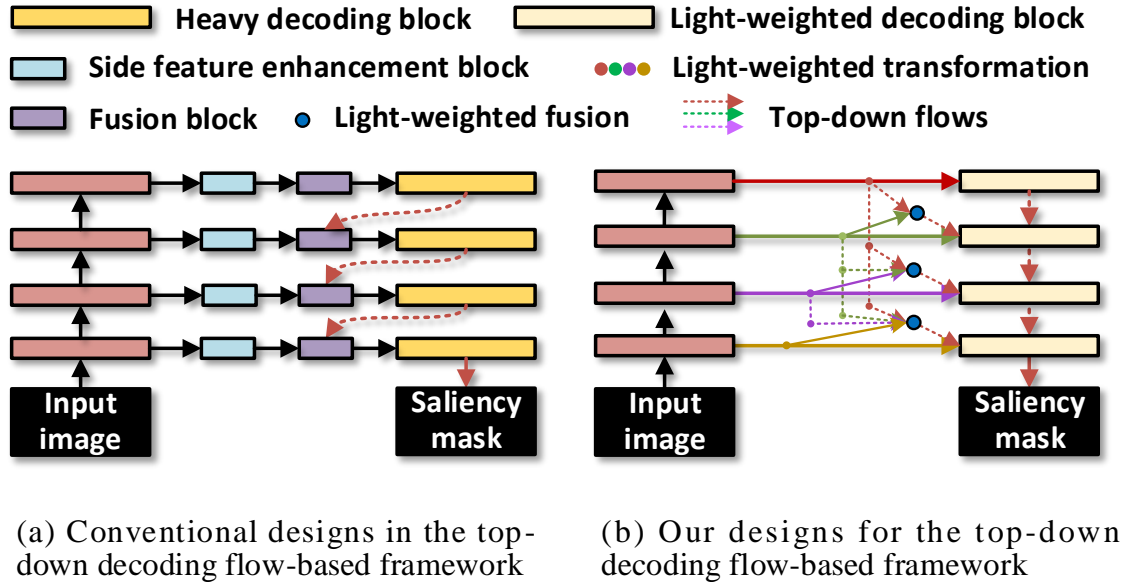 Heavy decoding block
Light-weighted decoding block
Side feature enhancement block
Light-weighted transformation
Fusion block
Light-weighted fusion
Top-down flows
Input
image
Saliency
mask
Input
image
Saliency
mask
(a) Conventional designs in the top-
down decoding flow-based framework
(b) Our designs for the top-down
decoding flow-based framework